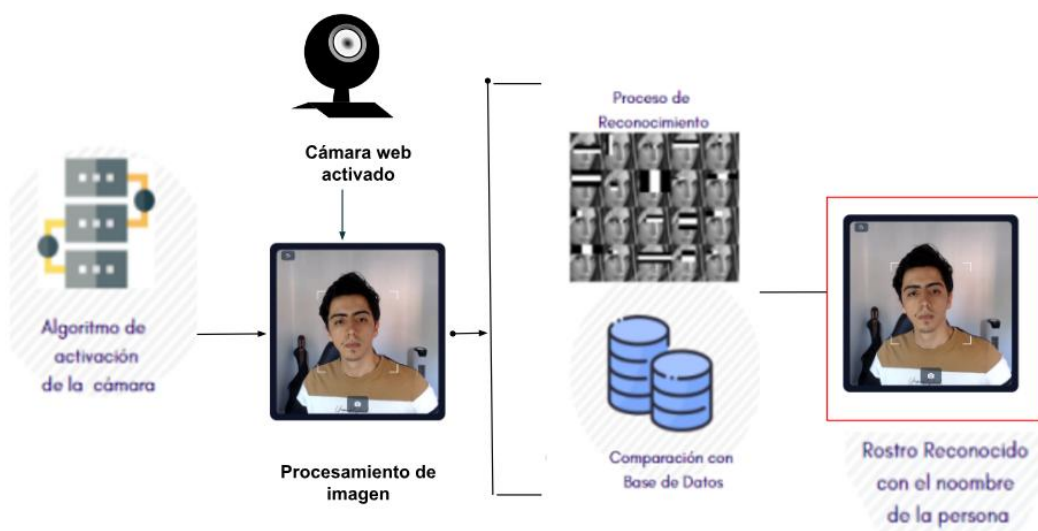 Cámara web
activado
Algoritmo de
activación
de la cámara
Procesamiento de
imagen
Proceso de
Reconocimiento
Comparación con
Base de Datos
Rostro Reconocido
con el noombre
de la persona